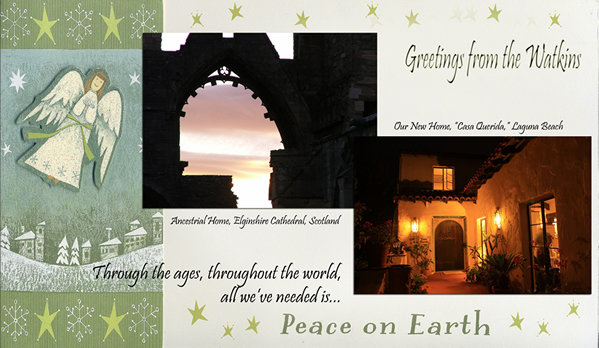 Greetings from the Watkins
Our New Home, "Casa Querida," Laguna Beach
Ancestrial Home, Elginshire Cathedral, Scotland
Through the ages, throughout the world,
all we've needed is...
Peace on Earth